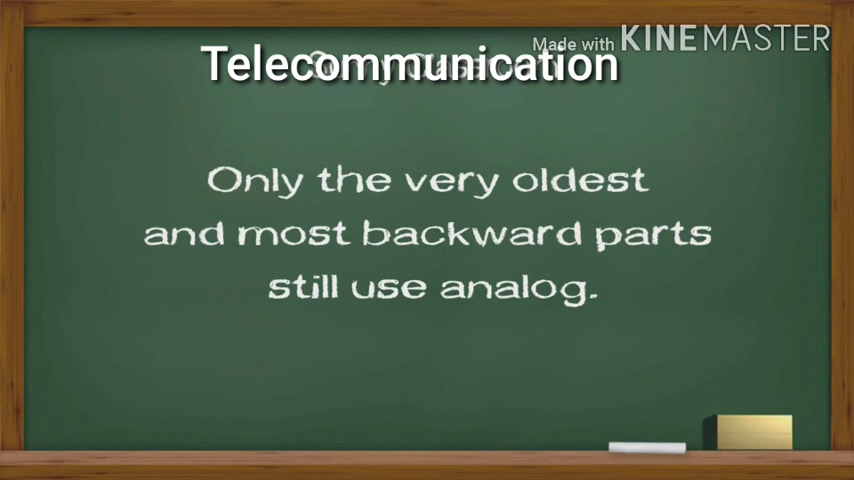 Made with KINEMASTER
Telecommunication
Only the very oldest
and most backward parts
still use analog.